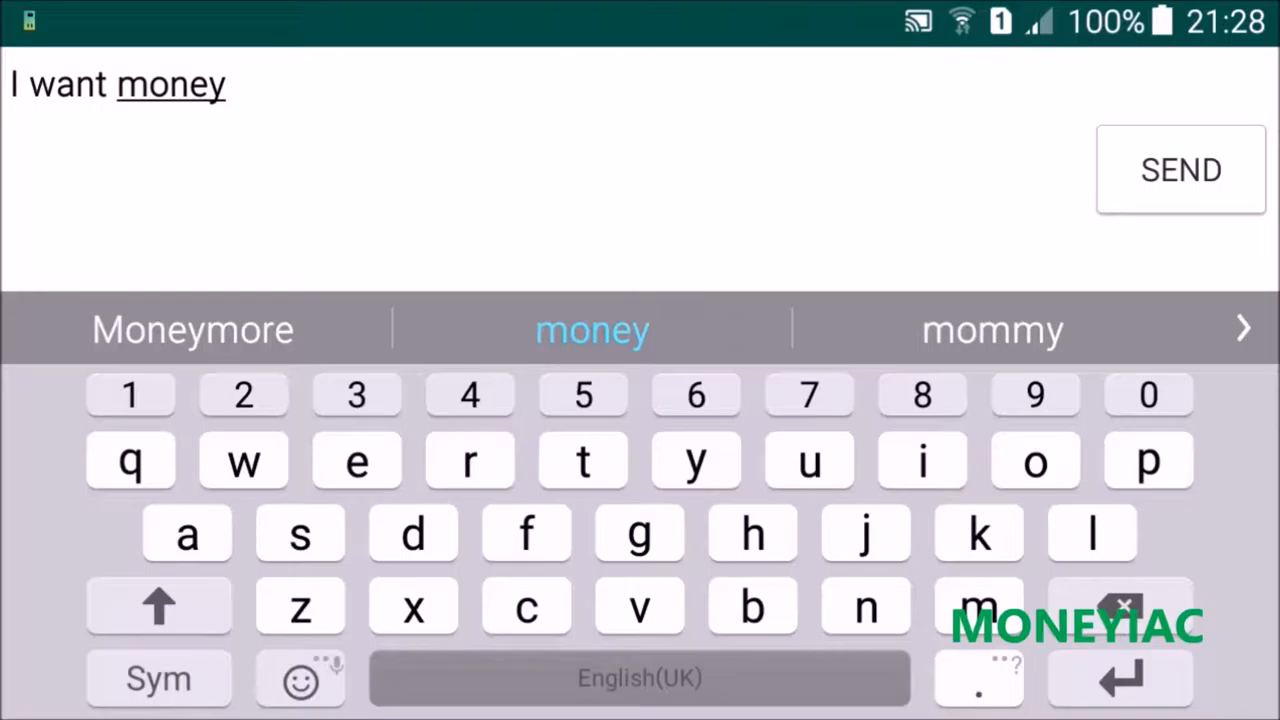 1 100% 21:28
I want money
SEND
Moneymore money mommy
1 2 3 4 5 6 7 8 9 0
q w e r t y u i o p
a s d f g h j k l
z x c v b n m
MONEYIAC
Sym English(UK) . ?